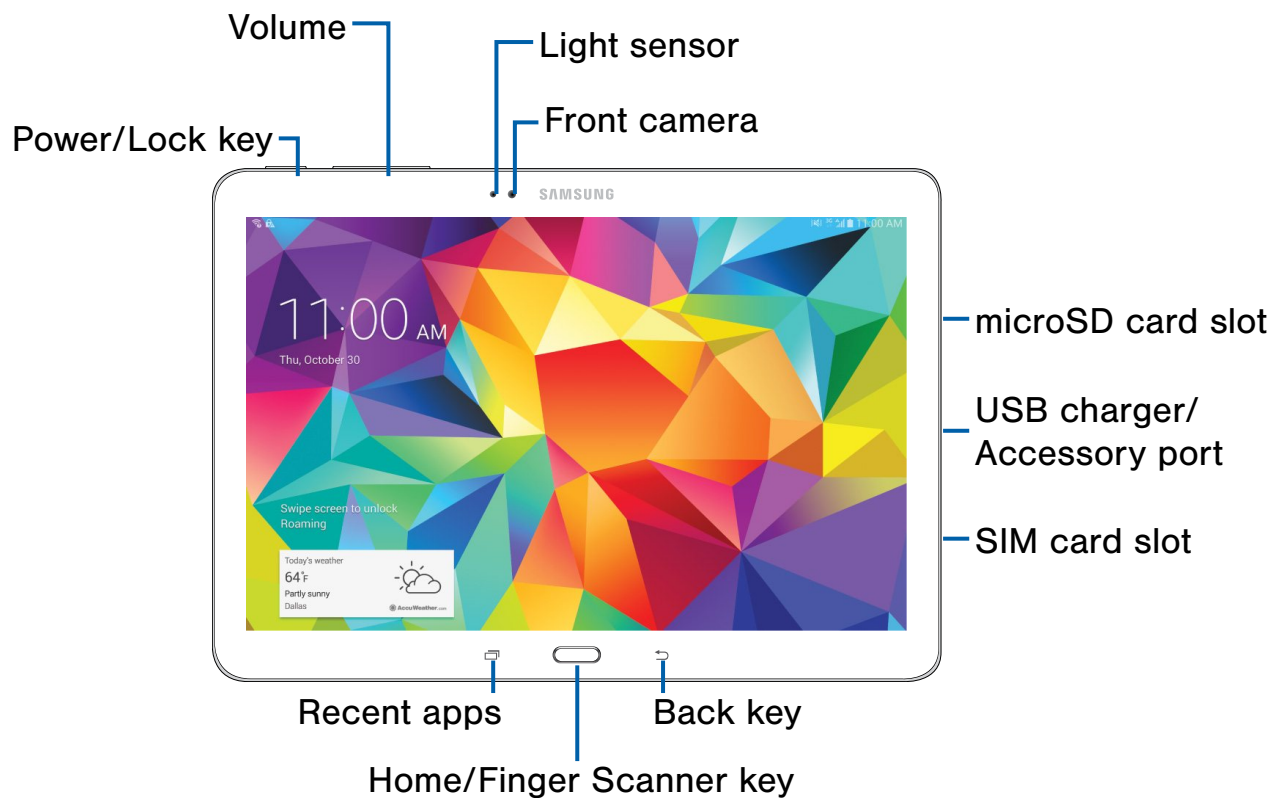 Volume
Light sensor
Front camera
Power/Lock key
SAMSUNG
11:00 AM
11:00 AM
Thu, October 30
microSD card slot
USB charger/
Accessory port
SIM card slot
Swipe screen to unlock
Roaming
Today's weather
64°F
Partly sunny
Dallas
AccuWeather.com
Recent apps
Back key
Home/Finger Scanner key